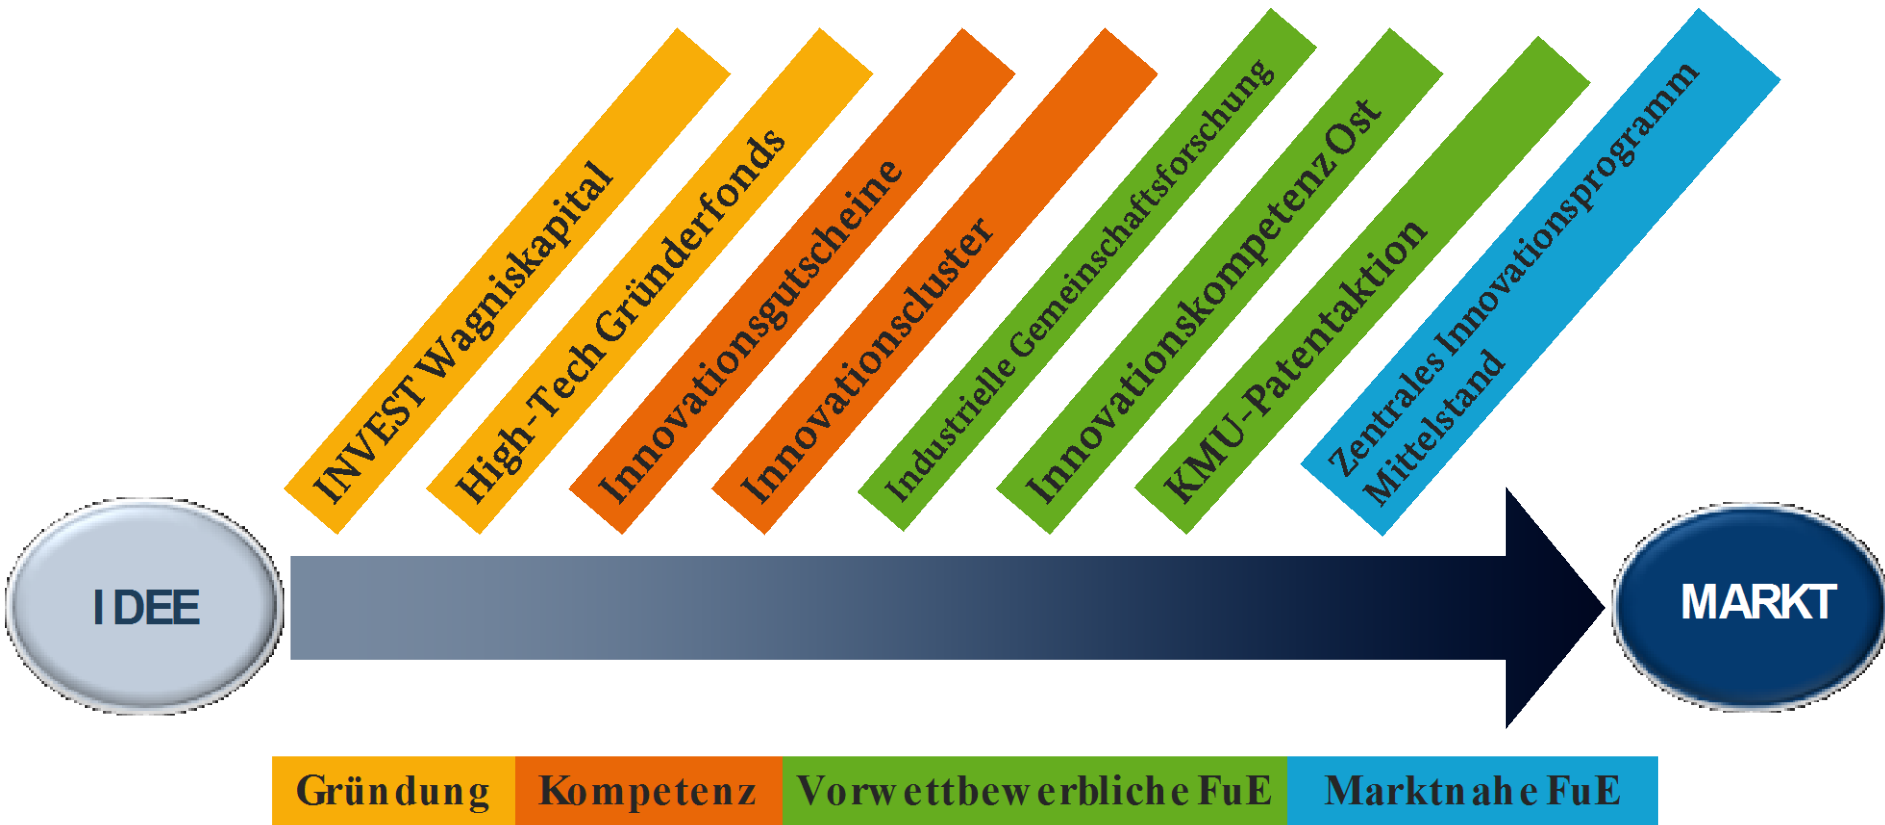 INVEST Wagniskapital
High-Tech Gründerfonds
Innovationsgutscheine
Innovationscluster
Industrielle Gemeinschaftsforschung
Innovationskompetenz Ost
KMU-Patentaktion
Zentrales Innovationsprogramm
Mittelstand
IDEE
MARKT
Gründung
Kompetenz
Vorwettbewerbliche FuE
Marktnahe FuE